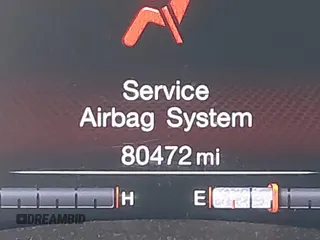 Service
Airbag System
80472 mi
H E
DREAMBID